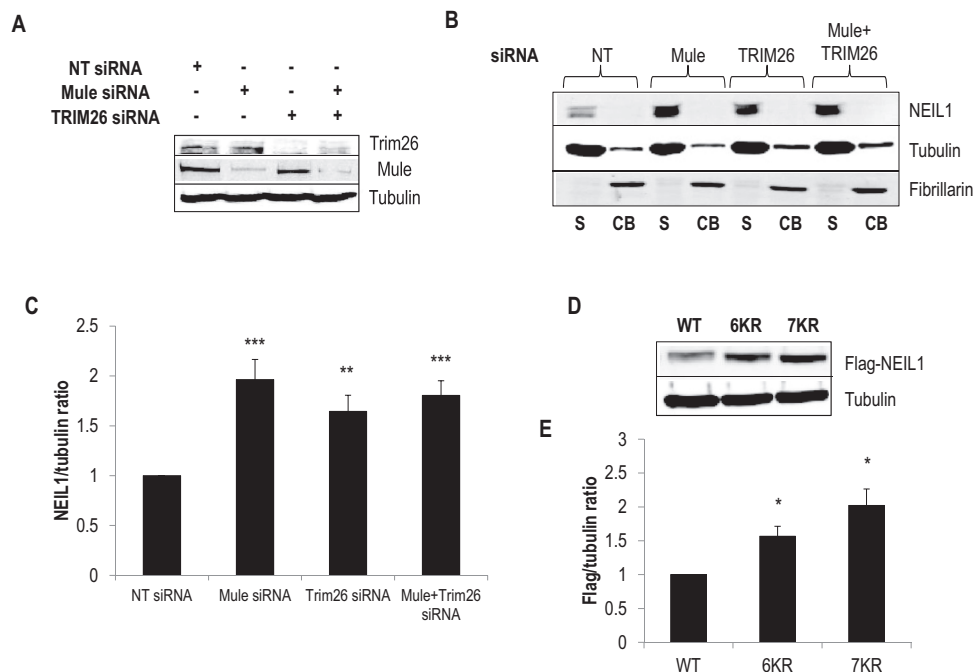 A
NT siRNA + - - -
Mule siRNA - + - +
TRIM26 siRNA - - + +
Trim26
Mule
Tubulin
B
siRNA NT Mule TRIM26 Mule+
TRIM26
NEIL1
Tubulin
Fibrillarin
S CB S CB S CB S CB
C
NEIL1/tubulin ratio
2.5
2
1.5
1
0.5
0
*** ** ***
NT siRNA Mule siRNA Trim26 siRNA Mule+Trim26
siRNA
D
WT 6KR 7KR
Flag-NEIL1
Tubulin
E
Flag/tubulin ratio
3
2.5
2
1.5
1
0.5
0
* *
WT 6KR 7KR